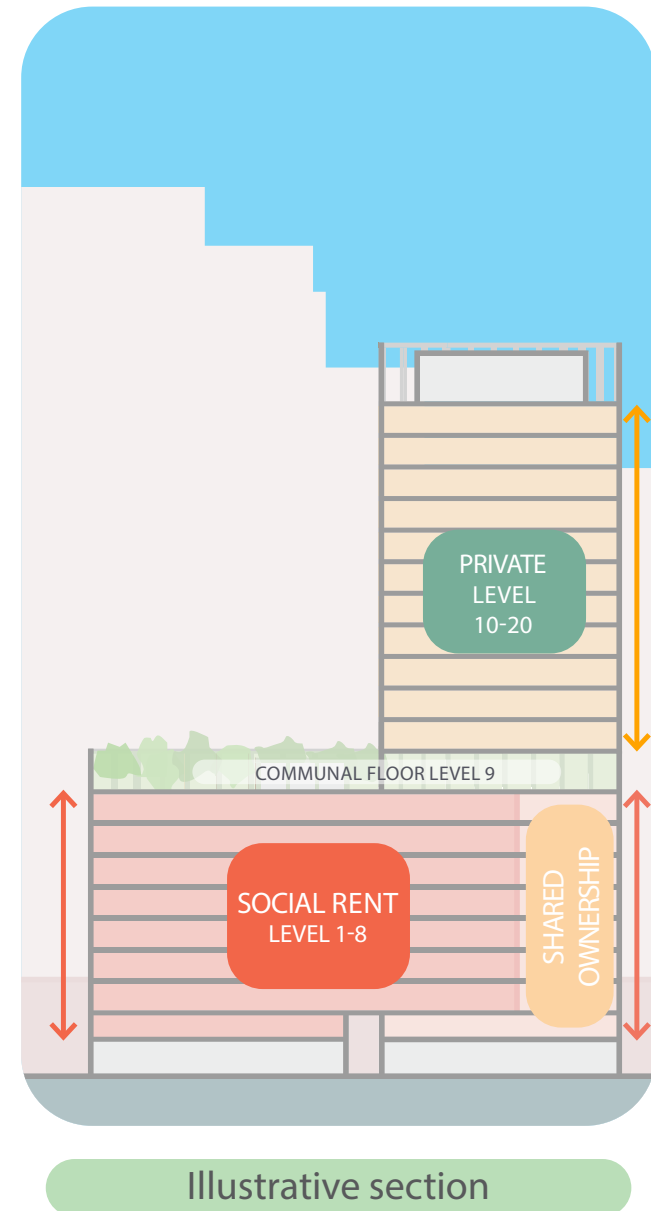 PRIVATE
LEVEL
10-20
COMMUNAL FLOOR LEVEL 9
SOCIAL RENT
LEVEL 1-8
SHARED
OWNERSHIP
Illustrative section